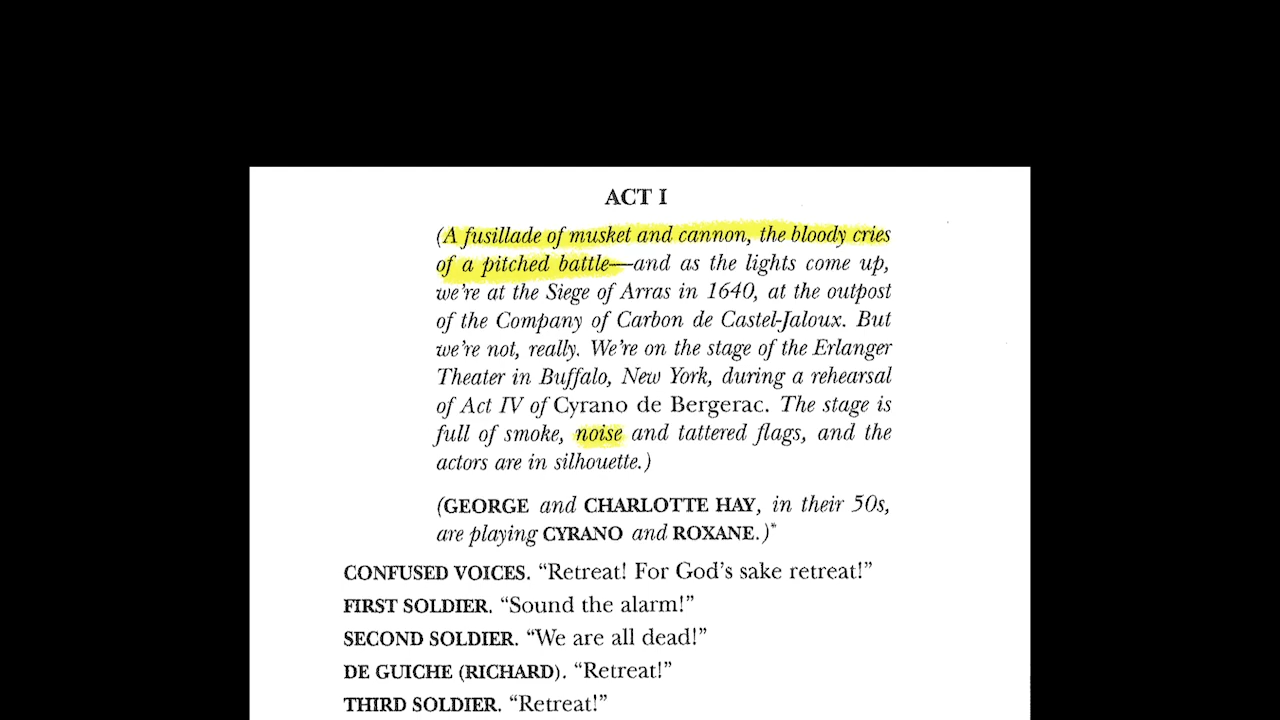 ACT I
(A fusillade of musket and cannon, the bloody cries
of a pitched battle—and as the lights come up,
we're at the Siege of Arras in 1640, at the outpost
of the Company of Carbon de Castel-Jaloux. But
we're not, really. We're on the stage of the Erlanger
Theater in Buffalo, New York, during a rehearsal
of Act IV of Cyrano de Bergerac. The stage is
full of smoke, noise and tattered flags, and the
actors are in silhouette.)
(GEORGE and CHARLOTTE HAY, in their 50s,
are playing CYRANO and ROXANE.)*
CONFUSED VOICES. “Retreat! For God’s sake retreat!”
FIRST SOLDIER. “Sound the alarm!”
SECOND SOLDIER. “We are all dead!”
DE GUICHE (RICHARD). “Retreat!”
THIRD SOLDIER. “Retreat!”